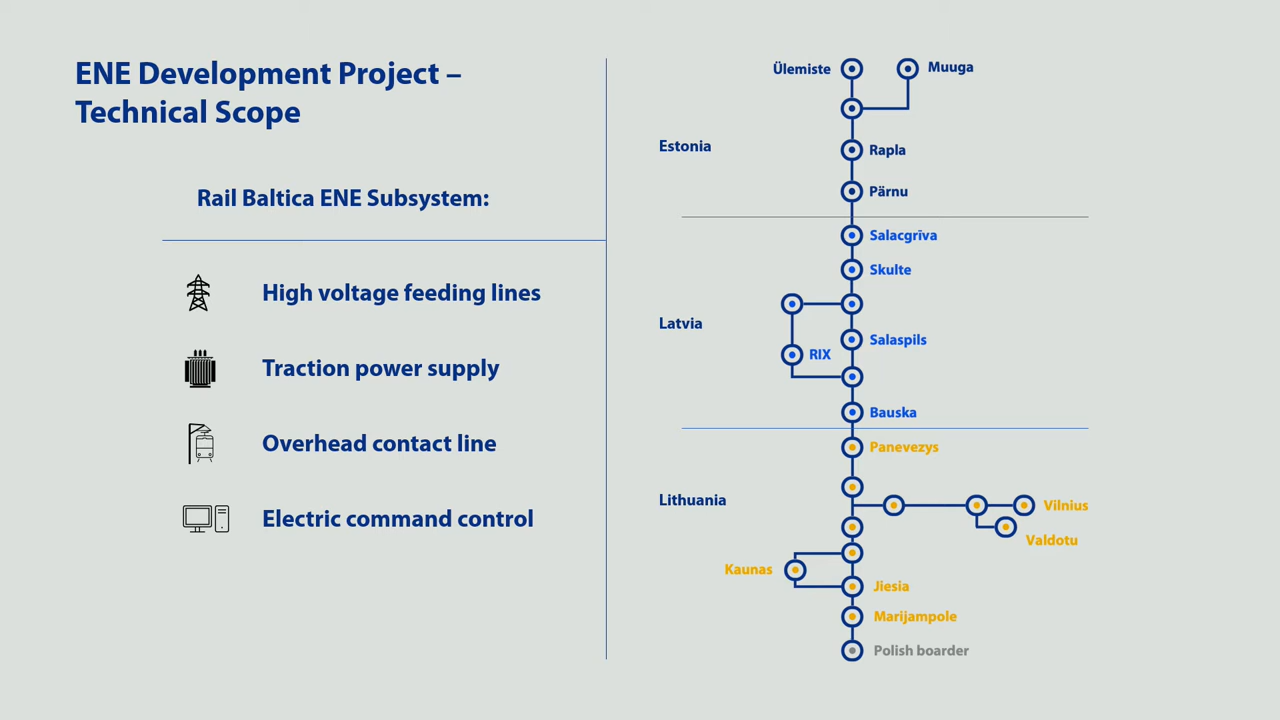 ENE Development Project –
Technical Scope
Rail Baltica ENE Subsystem:
High voltage feeding lines
Traction power supply
Overhead contact line
Electric command control
Ülemiste
Muuga
Estonia
Rapla
Pärnu
Salacgrīva
Skulte
Latvia
Salaspils
RIX
Bauska
Panevezys
Lithuania
Vilnius
Valdotu
Kaunas
Jiesia
Marijampole
Polish boarder